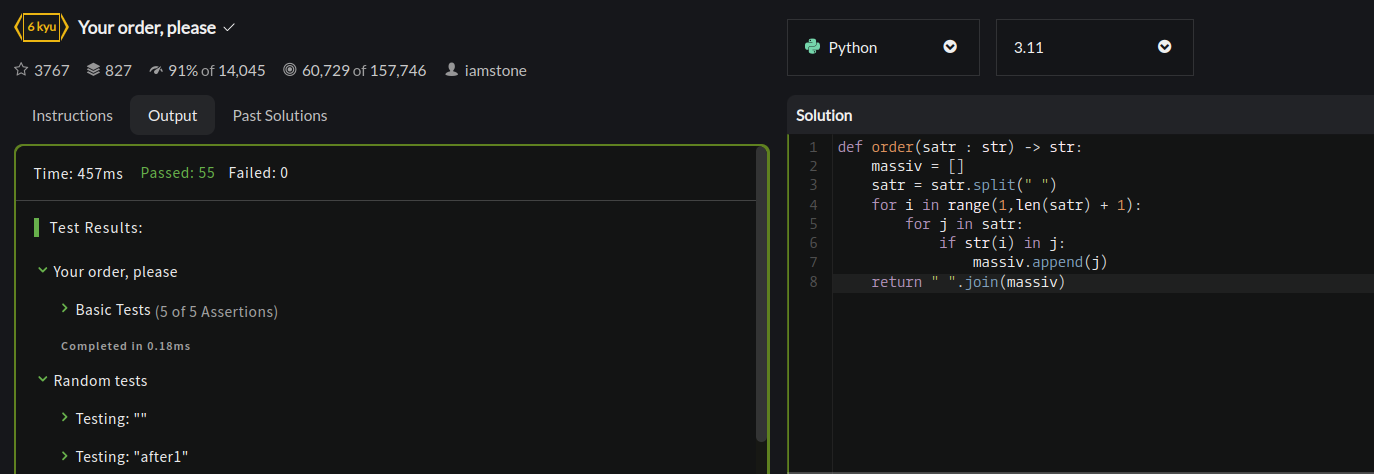 6 kyu Your order, please
3767 827 91% of 14,045 60,729 of 157,746 iamstone
Instructions Output Past Solutions
Time: 457ms Passed: 55 Failed: 0
Test Results:
Your order, please
Basic Tests (5 of 5 Assertions)
Completed in 0.18ms
Random tests
Testing: ""
Testing: "after1"
Python 3.11
Solution
1 def order(satr : str) -> str:
2     massiv = []
3     satr = satr.split(" ")
4     for i in range(1,len(satr) + 1):
5         for j in satr:
6             if str(i) in j:
7                 massiv.append(j)
8     return " ".join(massiv)